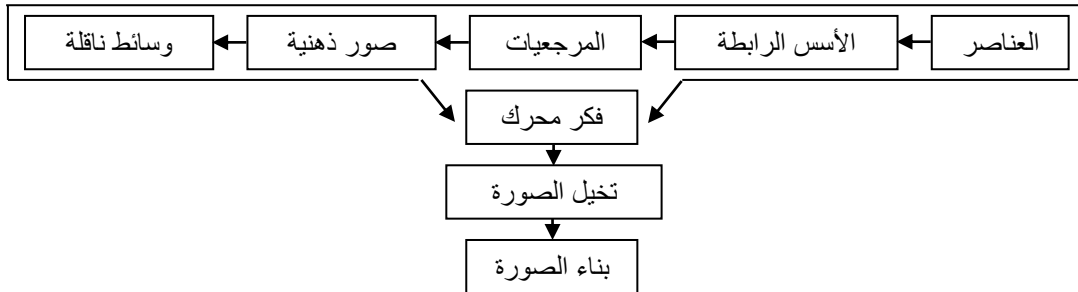 العناصر
الأسس الرابطة
المرجعيات
صور ذهنية
وسائط ناقلة
فكر محرك
تخيل الصورة
بناء الصورة